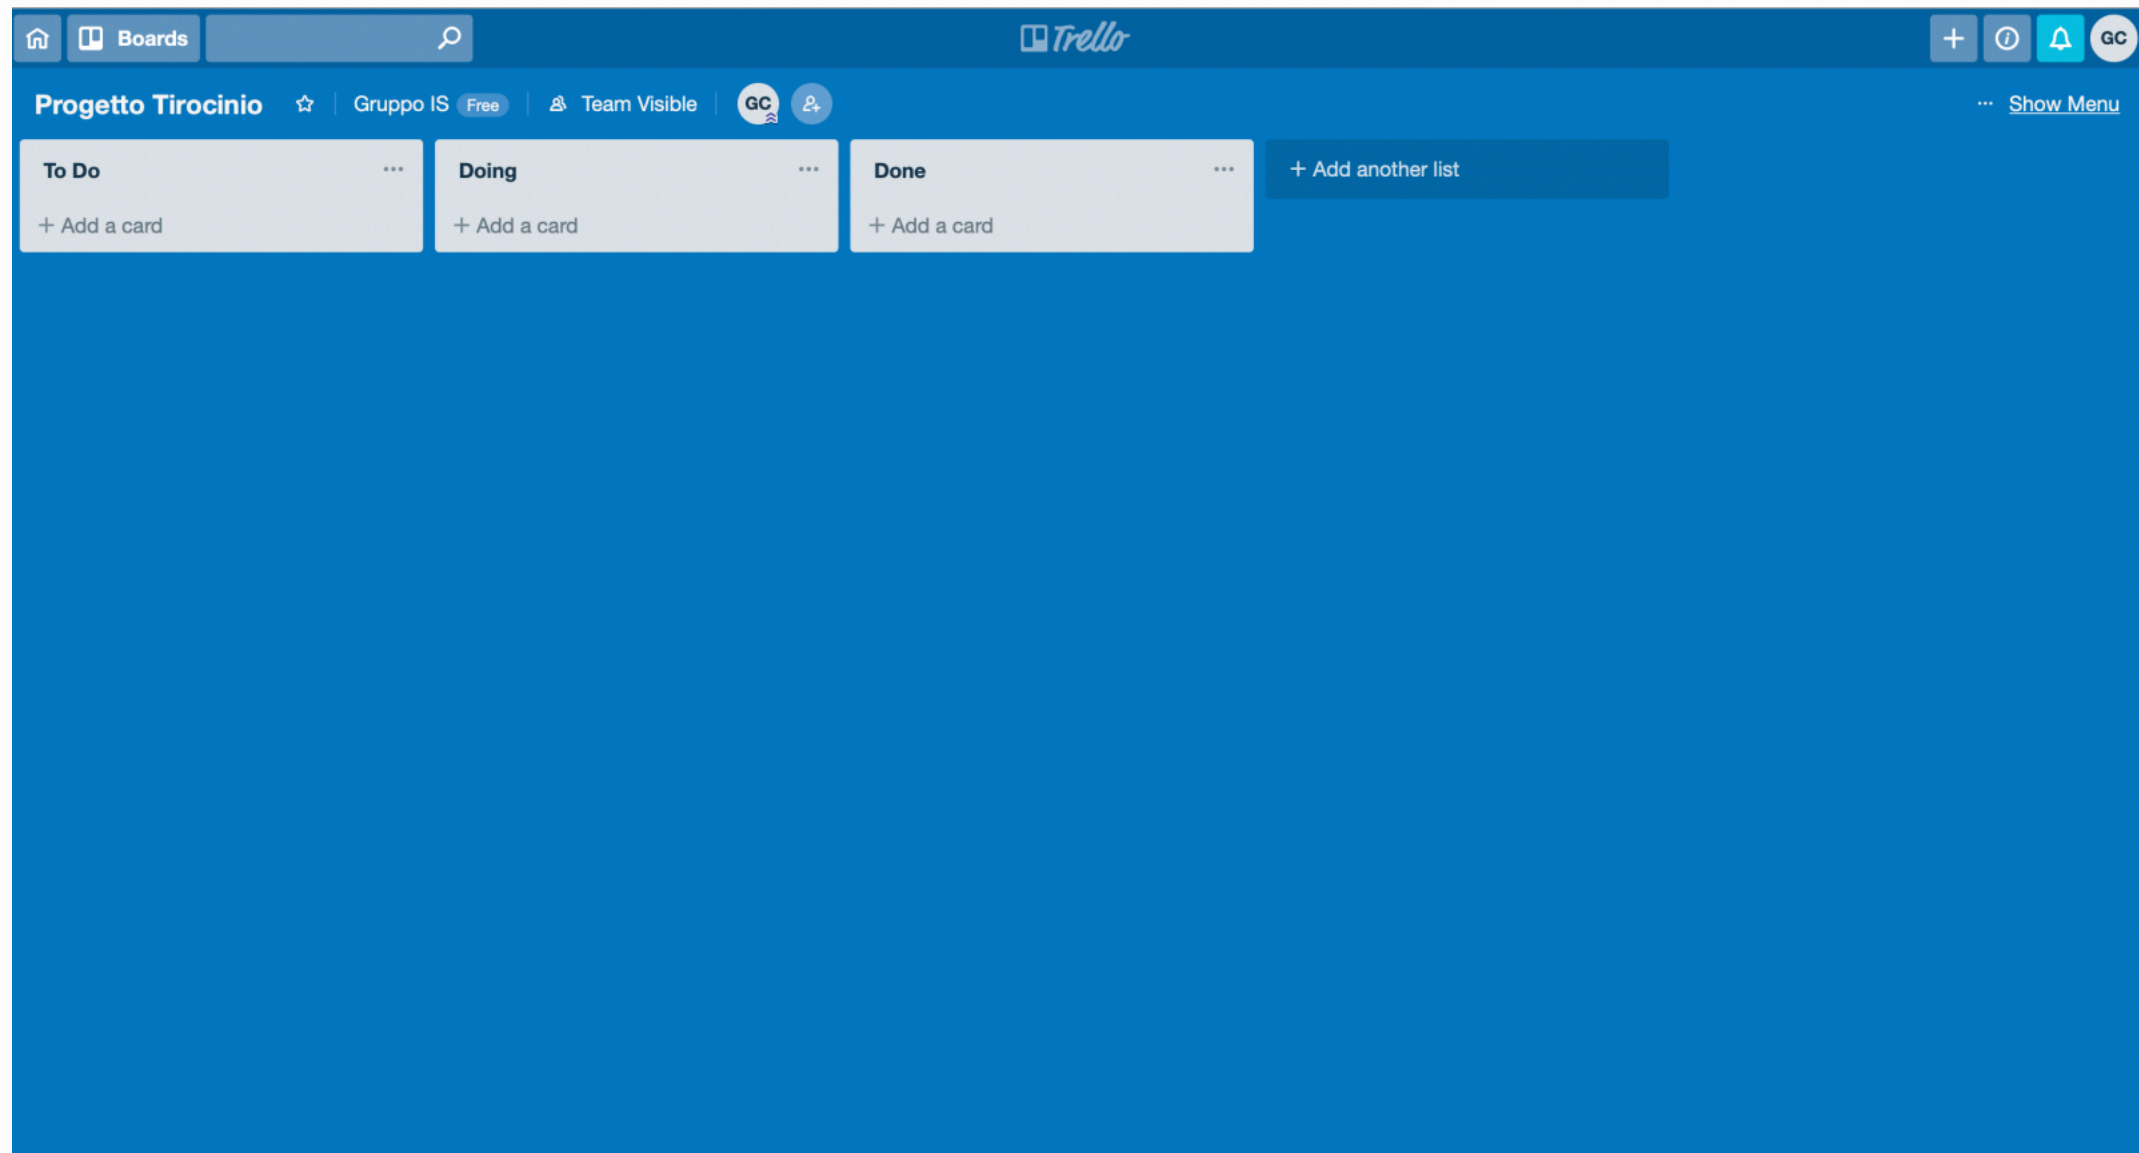 Boards
Trello
GC
Progetto Tirocinio
Gruppo IS Free
Team Visible
GC
... Show Menu
To Do ...
+ Add a card
Doing ...
+ Add a card
Done ...
+ Add a card
+ Add another list